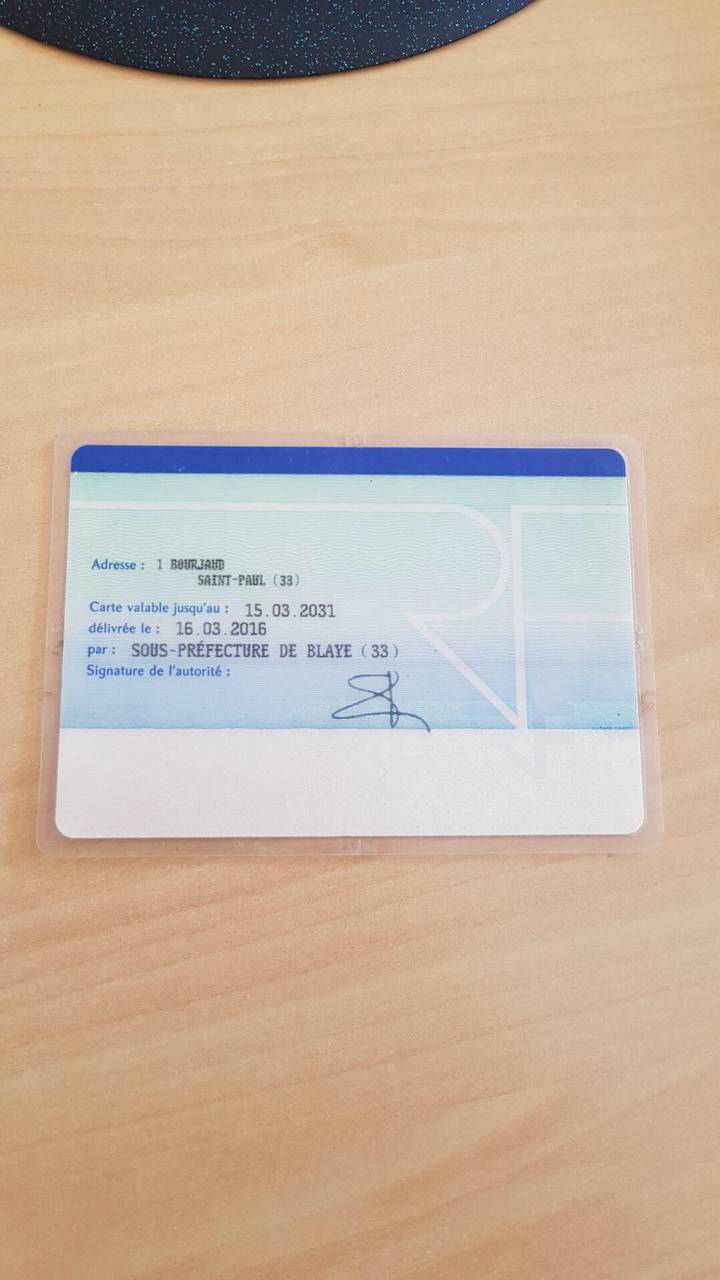 Adresse : 1 BOURJAUD
SAINT-PAUL (33)
Carte valable jusqu'au : 15.03.2031
délivrée le : 16.03.2016
par : SOUS-PRÉFECTURE DE BLAYE (33)
Signature de l'autorité :
RF